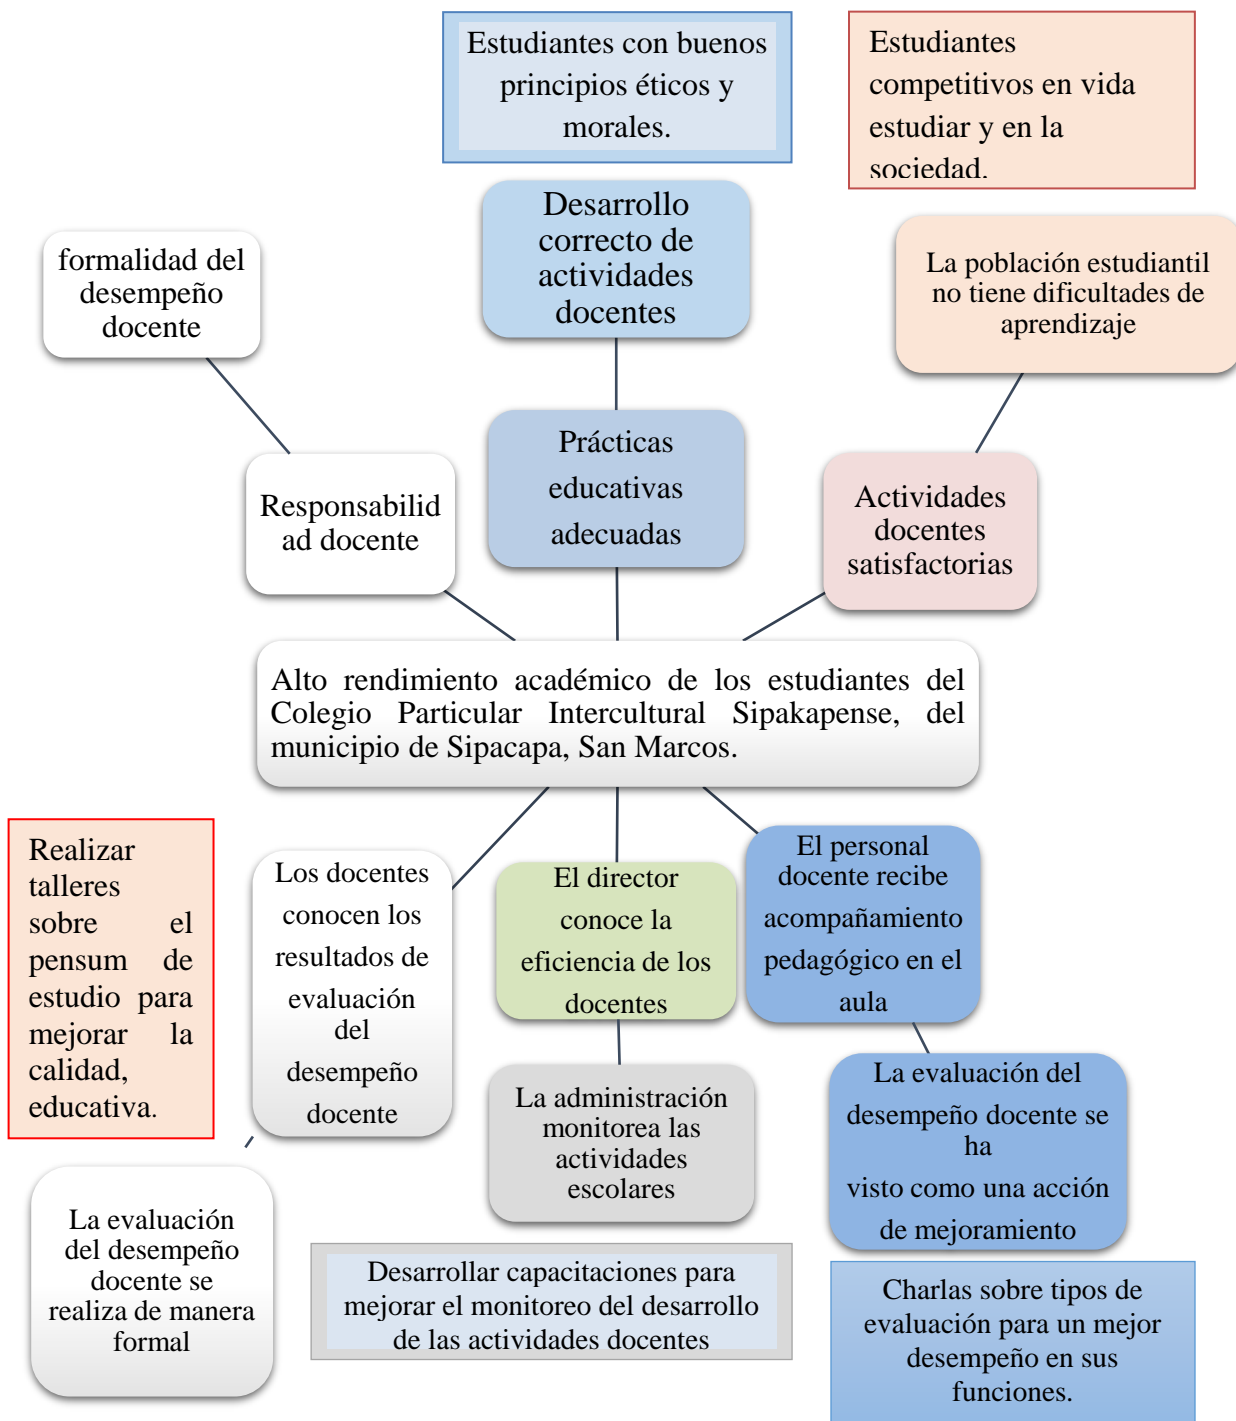 Estudiantes con buenos
principios éticos y
morales.
Estudiantes
competitivos en vida
estudiar y en la
sociedad.
formalidad del
desempeño
docente
Desarrollo
correcto de
actividades
docentes
La población estudiantil
no tiene dificultades de
aprendizaje
Responsabilid
ad docente
Prácticas
educativas
adecuadas
Actividades
docentes
satisfactorias
Alto rendimiento académico de los estudiantes del
Colegio Particular Intercultural Sipakapense, del
municipio de Sipacapa, San Marcos.
Realizar
talleres
sobre el
pensum de
estudio para
mejorar la
calidad,
educativa.
Los docentes
conocen los
resultados de
evaluación
del
desempeño
docente
El director
conoce la
eficiencia de los
docentes
El personal
docente recibe
acompañamiento
pedagógico en el
aula
La evaluación
del desempeño
docente se
realiza de manera
formal
La administración
monitorea las
actividades
escolares
La evaluación del
desempeño docente se
ha
visto como una acción
de mejoramiento
Desarrollar capacitaciones para
mejorar el monitoreo del desarrollo
de las actividades docentes
Charlas sobre tipos de
evaluación para un mejor
desempeño en sus
funciones.